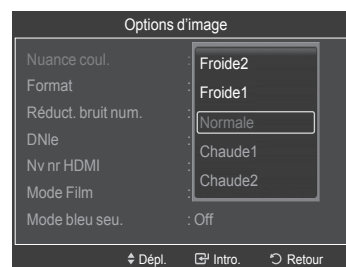 Options d'image
Nuance coul. :
Froide2
Format :
Froide1
Réduct. bruit num. :
Normale
DNIe :
Chaude1
Nv nr HDMI :
Chaude2
Mode Film :
Mode bleu seu. : Off
Dépl. Intro. Retour